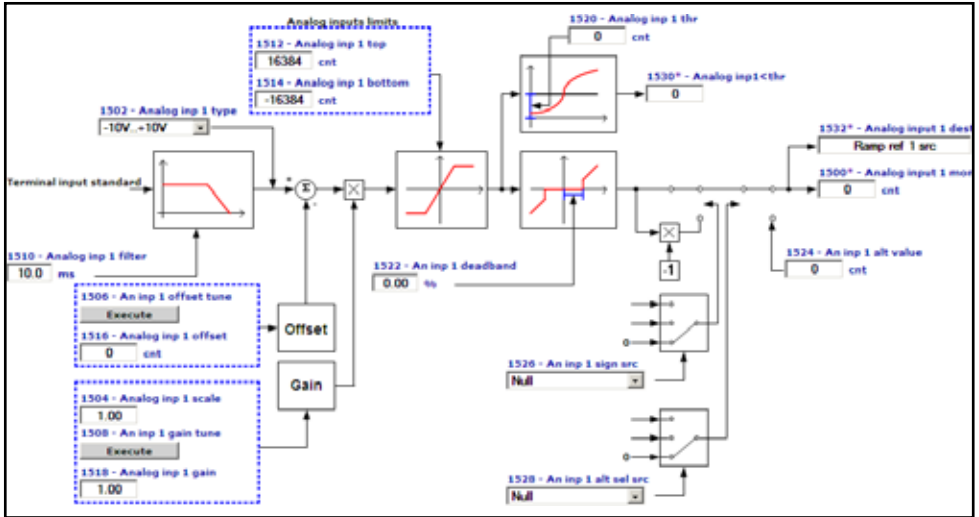 Analog inputs limits
1512 - Analog inp 1 top
16384 cnt
1514 - Analog inp 1 bottom
-16384 cnt
1520 - Analog inp 1 thr
0 cnt
1530* - Analog inp1<thr
0
1502 - Analog inp 1 type
-10V..+10V
1532* - Analog input 1 dest
Ramp ref 1 src
Terminal input standard
+
Σ
-
X
1500* - Analog input 1 mon
0
cnt
1510 - Analog inp 1 filter
10.0 ms
1522 - An inp 1 deadband
0.00 %
X
-1
1524 - An inp 1 alt value
0 cnt
1506 - An inp 1 offset tune
Execute
1516 - Analog inp 1 offset
0 cnt
Offset
Gain
1526 - An inp 1 sign src
Null
1504 - Analog inp 1 scale
1.00
1508 - An inp 1 gain tune
Execute
1518 - Analog inp 1 gain
1.00
1528 - An inp 1 alt sel src
Null